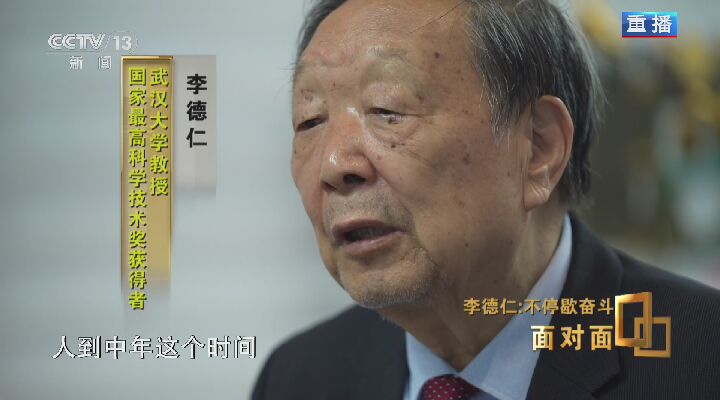 CCTV 13
新闻
重播
李德仁
武汉大学教授
国家最高科学技术奖获得者
李德仁:不停歇奋斗
面对面
人到中年这个时间